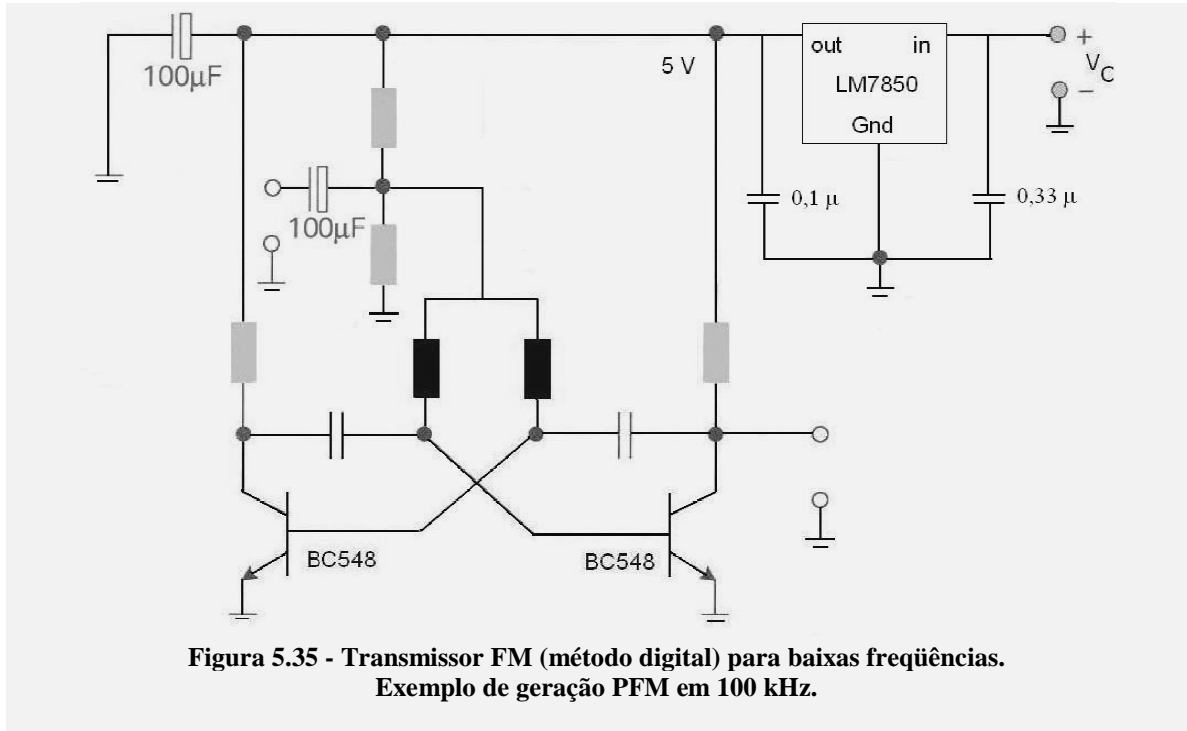 100µF
5 V
out
in
LM7850
Gnd
+
V_C
−
0,1 µ
0,33 µ
100µF
BC548
BC548
Figura 5.35 - Transmissor FM (método digital) para baixas freqüências.
Exemplo de geração PFM em 100 kHz.